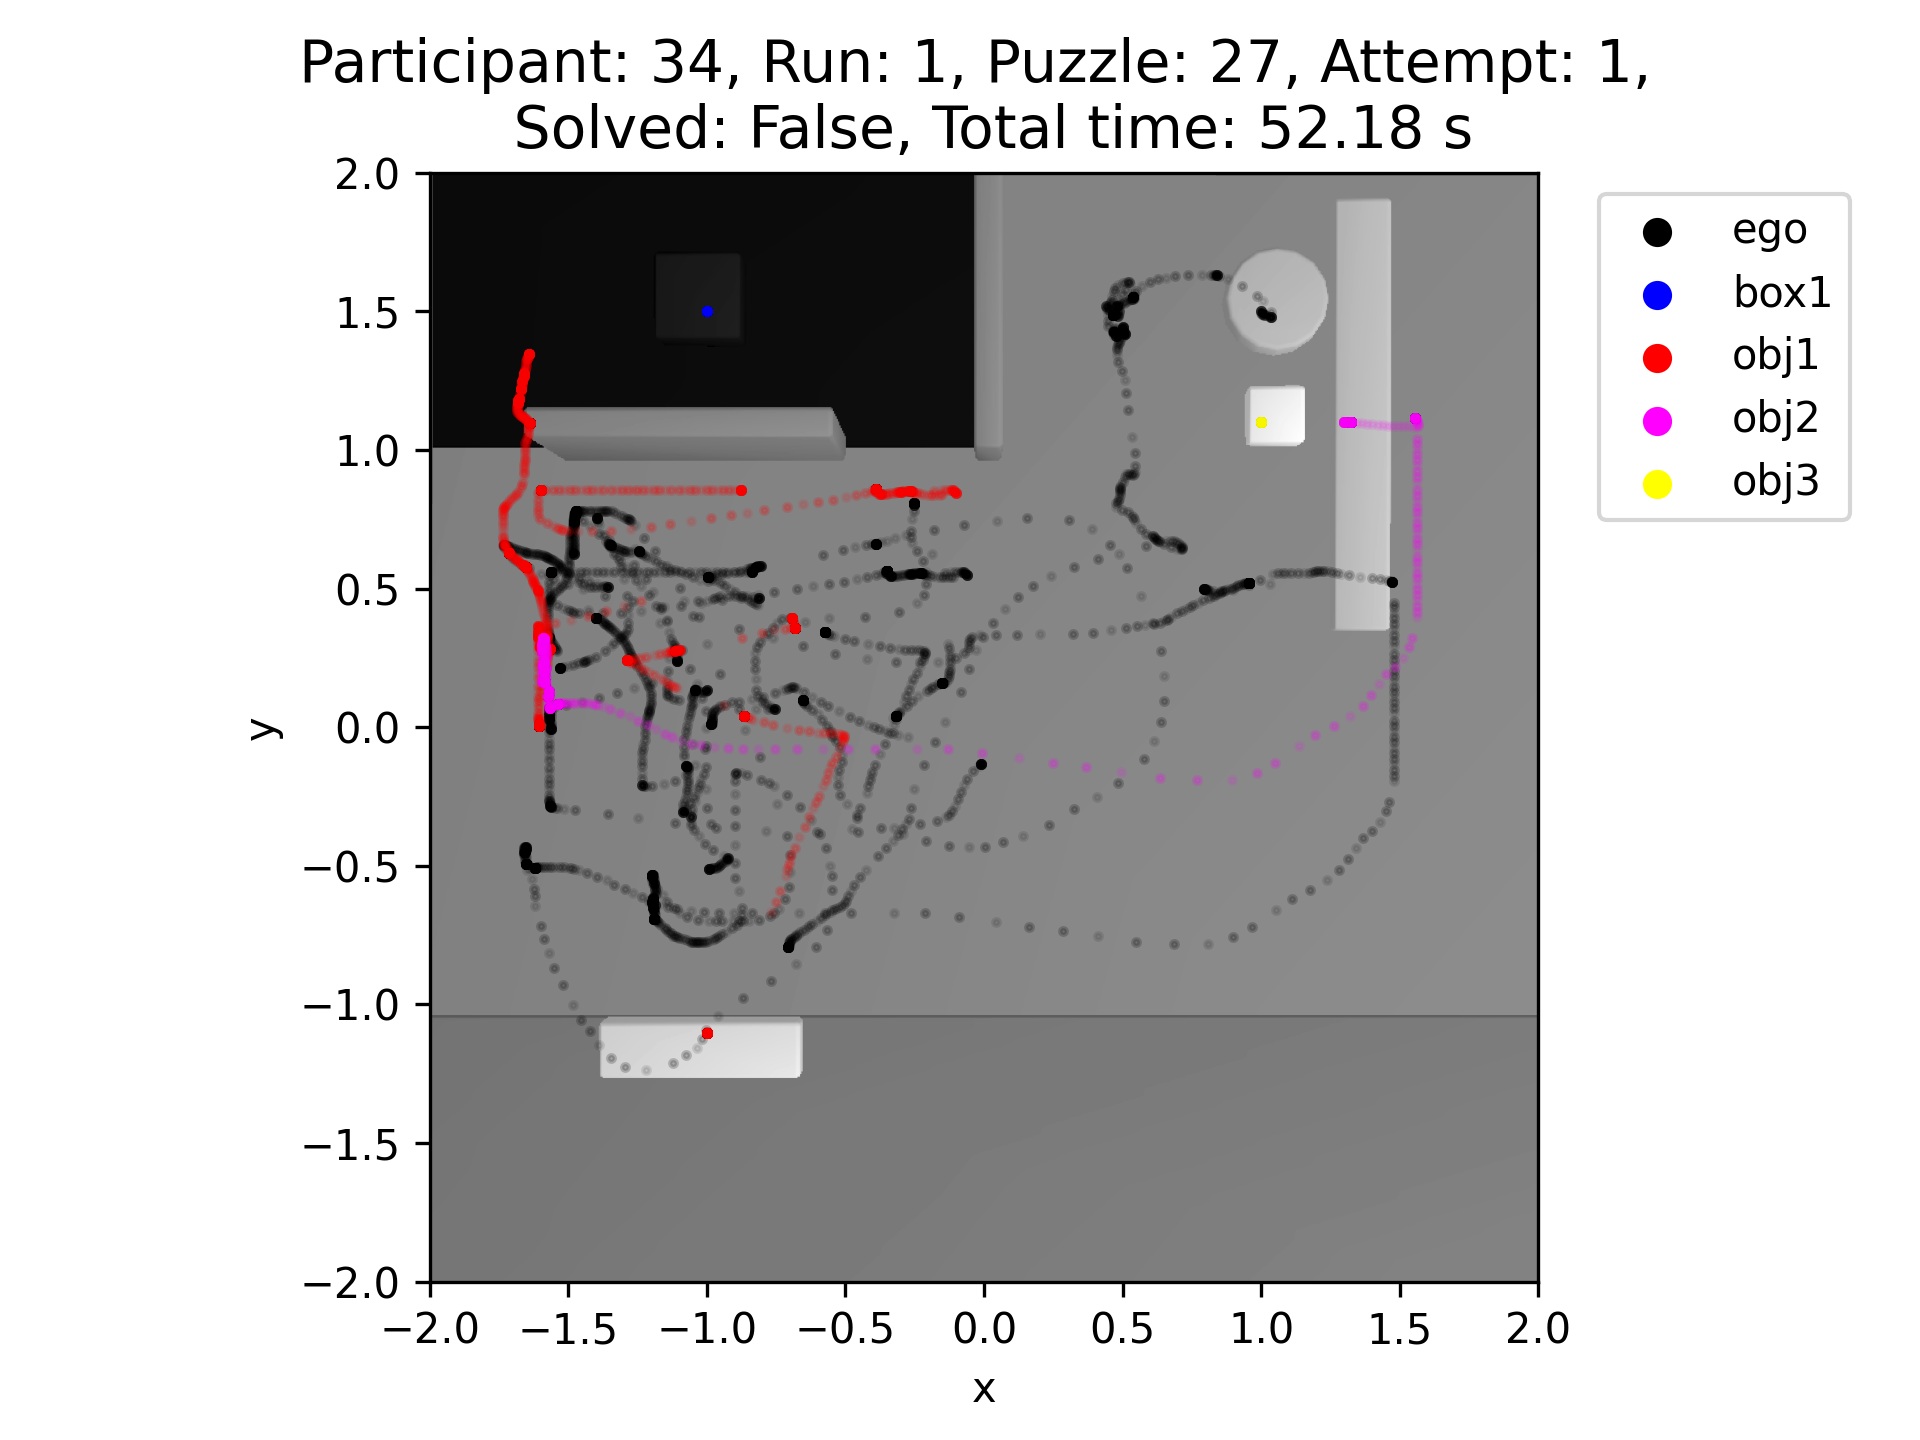 Participant: 34, Run: 1, Puzzle: 27, Attempt: 1,
Solved: False, Total time: 52.18 s
2.0
1.5
1.0
0.5
0.0
−0.5
−1.0
−1.5
−2.0
y
−2.0 −1.5 −1.0 −0.5 0.0 0.5 1.0 1.5 2.0
x
ego
box1
obj1
obj2
obj3